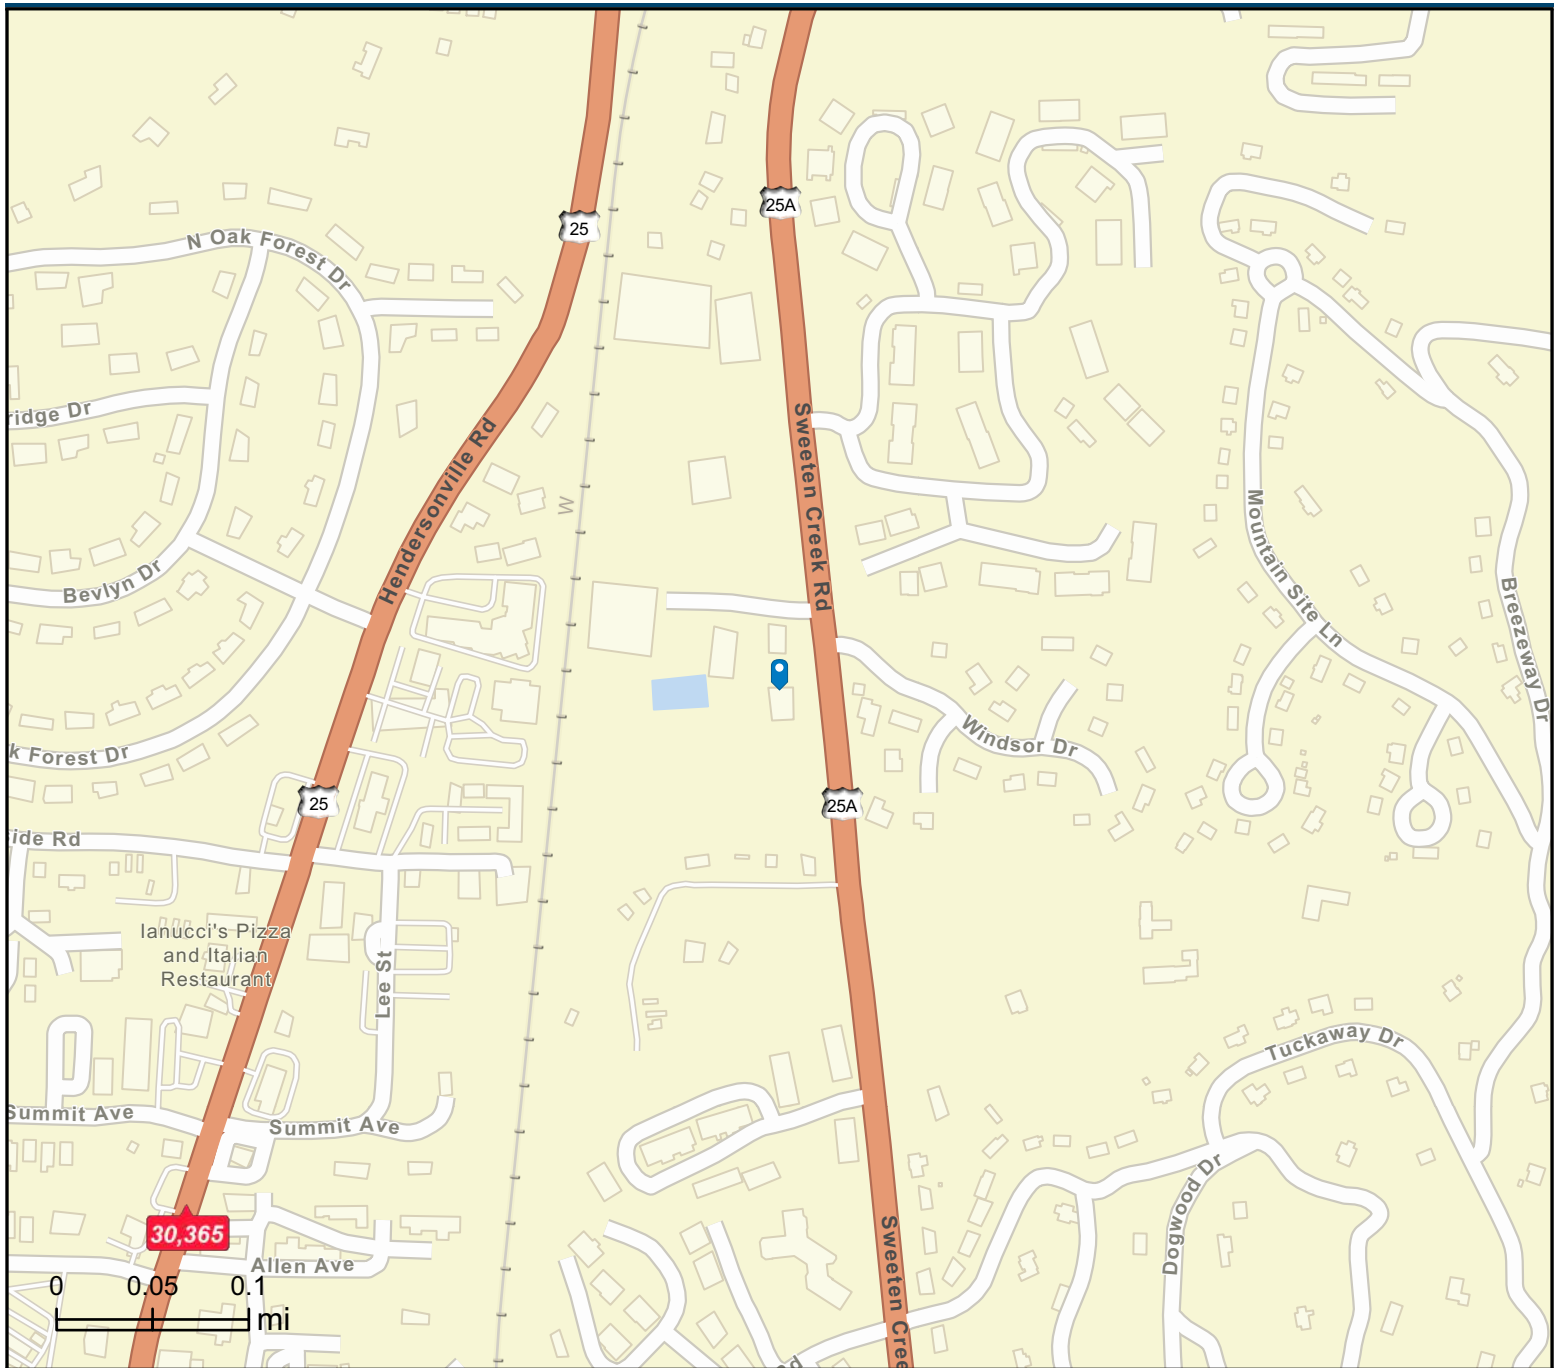 25A
25
N Oak Forest Dr
ridge Dr
Hendersonville Rd
Sweeten Creek Rd
W
Mountain Site Ln
Bevlyn Dr
Breezeway Dr
Windsor Dr
k Forest Dr
25
25A
ide Rd
Ianucci's Pizza
and Italian
Restaurant
Lee St
Tuckaway Dr
Summit Ave
Summit Ave
Dogwood Dr
30,365
Sweeten Cree
Allen Ave
0 0.05 0.1
mi
Rd